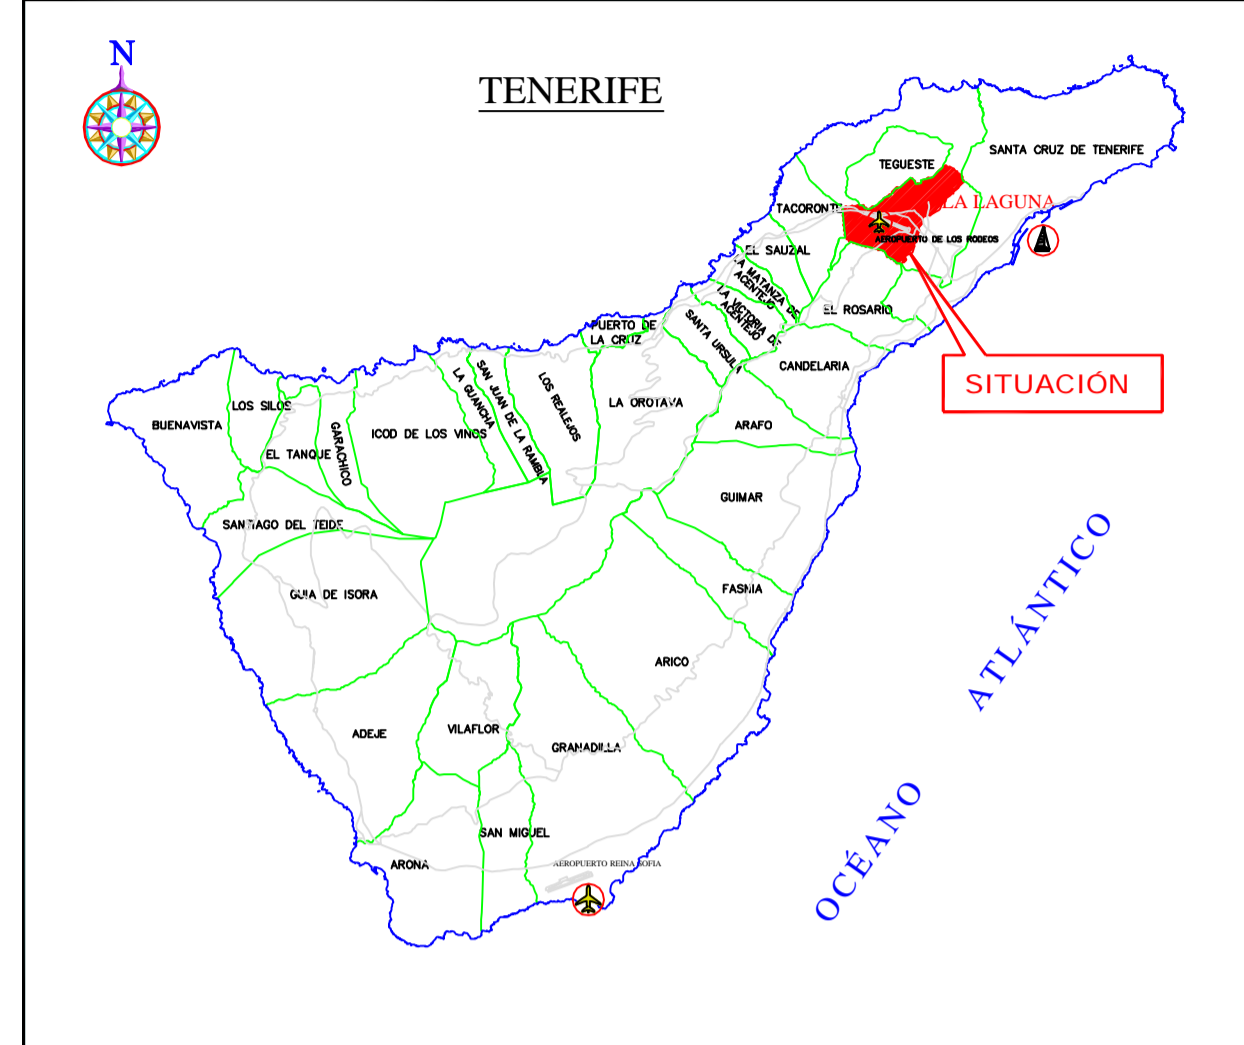 N
TENERIFE
SANTA CRUZ DE TENERIFE
TEGUESTE
LA LAGUNA
TACORONTE
AEROPUERTO DE LOS RODEOS
EL SAUZAL
LA MATANZA DE
ACENTEJO
LA VICTORIA DE
ACENTEJO
EL ROSARIO
SANTA URSULA
PUERTO DE
LA CRUZ
CANDELARIA
SITUACIÓN
LOS REALEJOS
SAN JUAN DE LA RAMBLA
LA GUANCHA
LA OROTAVA
LOS SILOS
BUENAVISTA
ARAFO
ICOD DE LOS VINOS
GARACHICO
EL TANQUE
GUIMAR
SANTIAGO DEL TEIDE
FASNIA
GUIA DE ISORA
ARICO
OCÉANO ATLÁNTICO
ADEJE
VILAFLOR
GRANADILLA
SAN MIGUEL
ARONA
AEROPUERTO REINA SOFIA